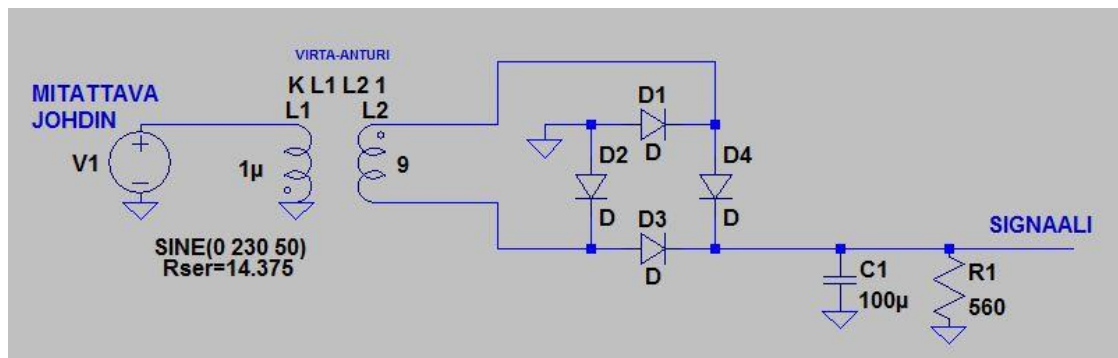 VIRTA-ANTURI
K L1 L2 1
MITATTAVA
JOHDIN
L1
L2
V1
1µ
9
SINE(0 230 50)
Rser=14.375
D1
D
D2
D
D4
D
D3
D
SIGNAALI
C1
100µ
R1
560